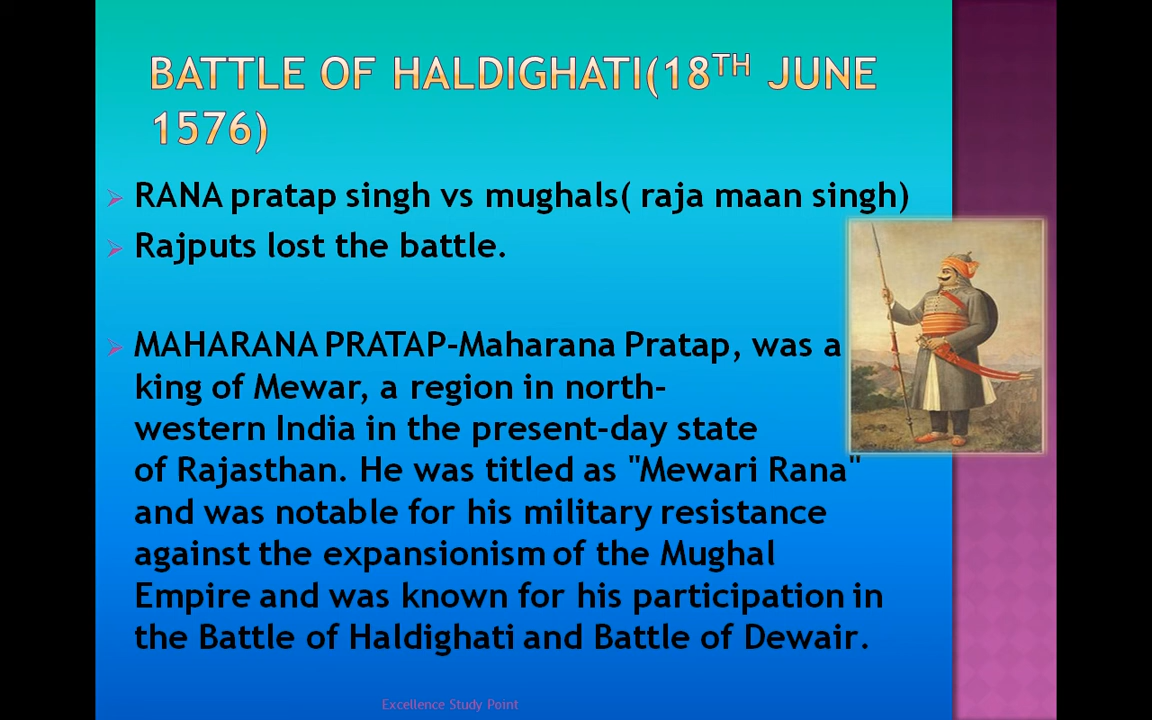 BATTLE OF HALDIGHATI(18TH JUNE
1576)
RANA pratap singh vs mughals( raja maan singh)
Rajputs lost the battle.
MAHARANA PRATAP-Maharana Pratap, was a
king of Mewar, a region in north-
western India in the present-day state
of Rajasthan. He was titled as "Mewari Rana"
and was notable for his military resistance
against the expansionism of the Mughal
Empire and was known for his participation in
the Battle of Haldighati and Battle of Dewair.
Excellence Study Point